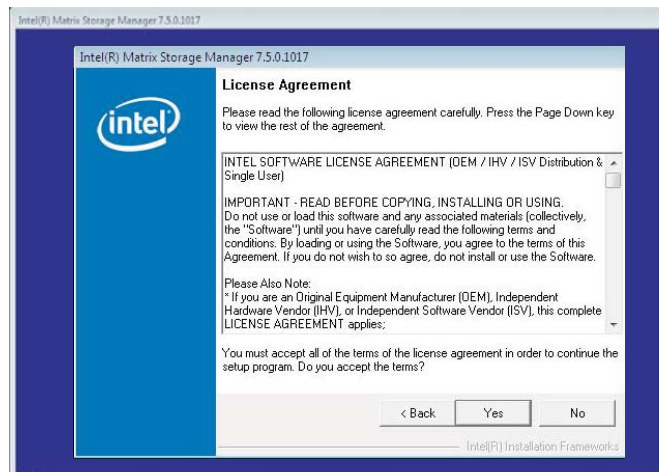 Intel(R) Matrix Storage Manager 7.5.0.1017
Intel(R) Matrix Storage Manager 7.5.0.1017
License Agreement
Please read the following license agreement carefully. Press the Page Down key
to view the rest of the agreement.
intel
INTEL SOFTWARE LICENSE AGREEMENT (OEM / IHV / ISV Distribution &
Single User)
IMPORTANT - READ BEFORE COPYING, INSTALLING OR USING.
Do not use or load this software and any associated materials (collectively,
the "Software") until you have carefully read the following terms and
conditions. By loading or using the Software, you agree to the terms of this
Agreement. If you do not wish to so agree, do not install or use the Software.
Please Also Note:
* If you are an Original Equipment Manufacturer (OEM), Independent
Hardware Vendor (IHV), or Independent Software Vendor (ISV), this complete
LICENSE AGREEMENT applies;
You must accept all of the terms of the license agreement in order to continue the
setup program. Do you accept the terms?
< Back Yes No
Intel(R) Installation Frameworks